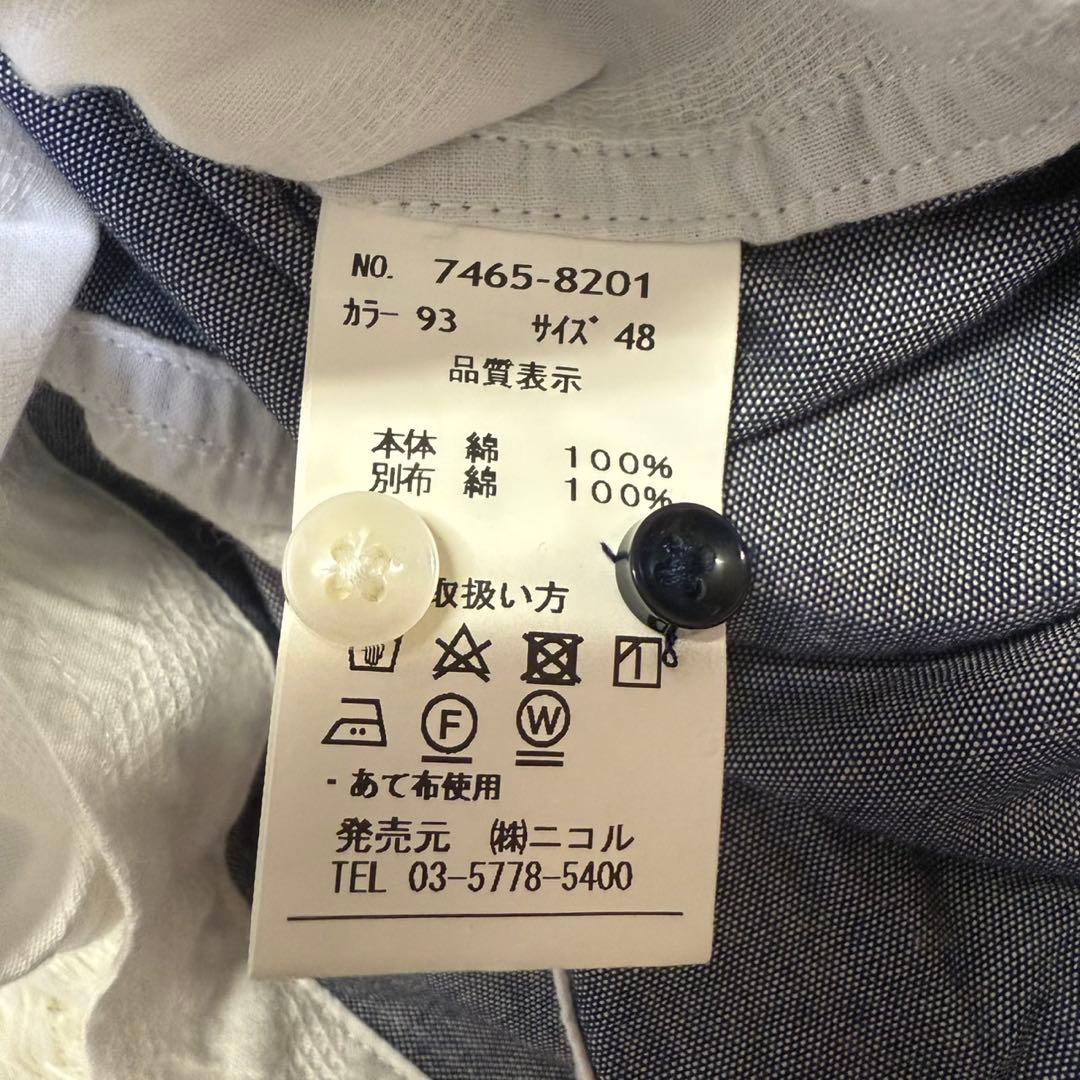 NO. 7465-8201
カラー 93 サイズ 48
品質表示
本体 綿 100%
別布 綿 100%
取扱い方
F W
・あて布使用
発売元 ㈱ニコル
TEL 03-5778-5400